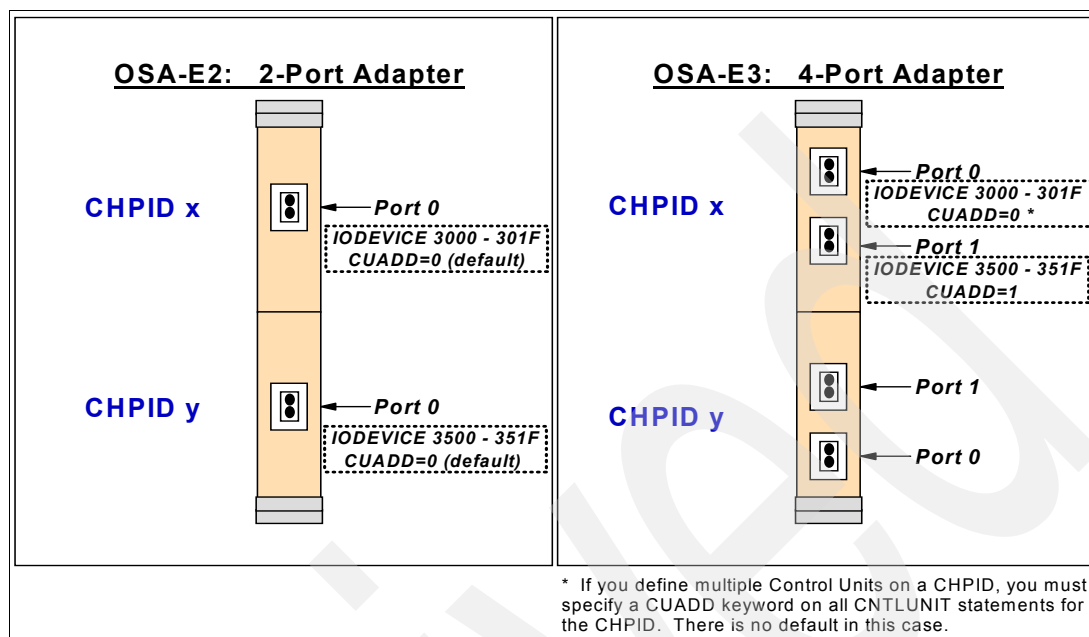 OSA-E2: 2-Port Adapter
CHPID x
Port 0
IODEVICE 3000 - 301F
CUADD=0 (default)
CHPID y
Port 0
IODEVICE 3500 - 351F
CUADD=0 (default)
OSA-E3: 4-Port Adapter
CHPID x
Port 0
IODEVICE 3000 - 301F
CUADD=0 *
Port 1
IODEVICE 3500 - 351F
CUADD=1
CHPID y
Port 1
Port 0
* If you define multiple Control Units on a CHPID, you must
specify a CUADD keyword on all CNTLUNIT statements for
the CHPID. There is no default in this case.